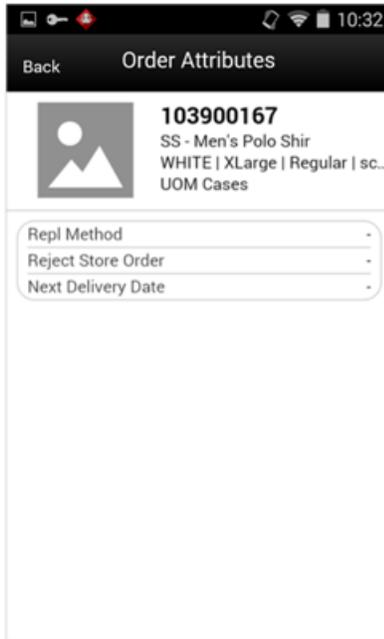 10:32
Back
Order Attributes
103900167
SS - Men's Polo Shir
WHITE | XLarge | Regular | sc...
UOM Cases
Repl Method -
Reject Store Order -
Next Delivery Date -